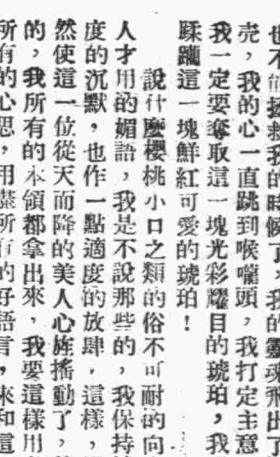 我的時候了，我的靈魂飛出了
壳，我的心一直跳到喉嚨頭，我打定主意
我一定要奪取這一塊光彩耀目的琥珀，我
蹂躪這一塊鮮紅可愛的琥珀！
說什麼櫻桃小口之類的俗不可耐的向
人才用的媚語，我是不說那些的，我保持
度的沉默，也作一點適度的放肆，這樣，
然使這一位從天而降的美人心旌搖動了，
的，我所有的本領都拿出來，我要這樣用
所有的心思，用盡所有的好語言，來和這